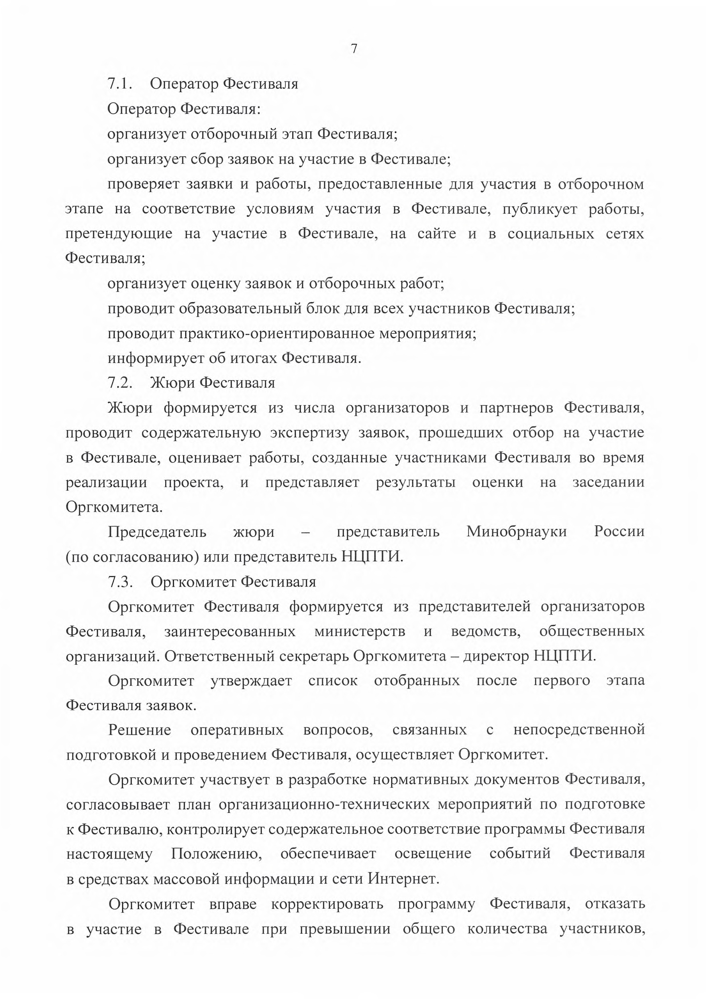 7
7.1. Оператор Фестиваля
Оператор Фестиваля:
организует отборочный этап Фестиваля;
организует сбор заявок на участие в Фестивале;
проверяет заявки и работы, предоставленные для участия в отборочном
этапе на соответствие условиям участия в Фестивале, публикует работы,
претендующие на участие в Фестивале, на сайте и в социальных сетях
Фестиваля;
организует оценку заявок и отборочных работ;
проводит образовательный блок для всех участников Фестиваля;
проводит практико-ориентированное мероприятия;
информирует об итогах Фестиваля.
7.2. Жюри Фестиваля
Жюри формируется из числа организаторов и партнеров Фестиваля,
проводит содержательную экспертизу заявок, прошедших отбор на участие
в Фестивале, оценивает работы, созданные участниками Фестиваля во время
реализации проекта, и представляет результаты оценки на заседании
Оргкомитета.
Председатель жюри – представитель Минобрнауки России
(по согласованию) или представитель НЦПТИ.
7.3. Оргкомитет Фестиваля
Оргкомитет Фестиваля формируется из представителей организаторов
Фестиваля, заинтересованных министерств и ведомств, общественных
организаций. Ответственный секретарь Оргкомитета – директор НЦПТИ.
Оргкомитет утверждает список отобранных после первого этапа
Фестиваля заявок.
Решение оперативных вопросов, связанных с непосредственной
подготовкой и проведением Фестиваля, осуществляет Оргкомитет.
Оргкомитет участвует в разработке нормативных документов Фестиваля,
согласовывает план организационно-технических мероприятий по подготовке
к Фестивалю, контролирует содержательное соответствие программы Фестиваля
настоящему Положению, обеспечивает освещение событий Фестиваля
в средствах массовой информации и сети Интернет.
Оргкомитет вправе корректировать программу Фестиваля, отказать
в участие в Фестивале при превышении общего количества участников,